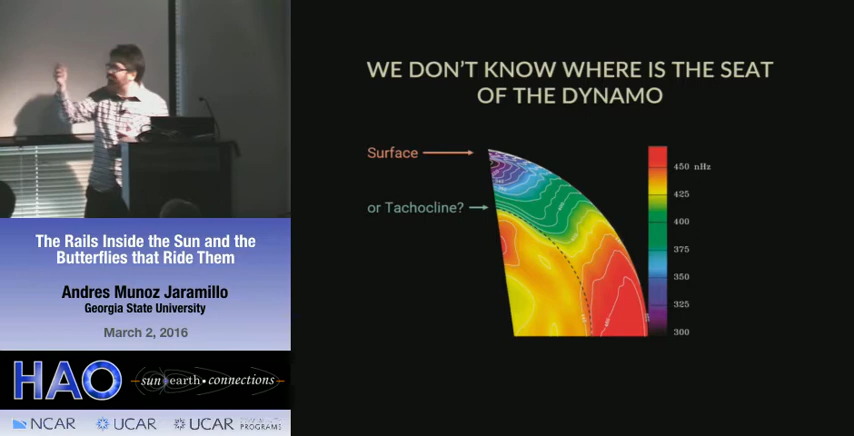 WE DON'T KNOW WHERE IS THE SEAT
OF THE DYNAMO
Surface
or Tachocline?
450 nHz
425
400
375
350
325
300
The Rails Inside the Sun and the
Butterflies that Ride Them
Andres Munoz Jaramillo
Georgia State University
March 2, 2016
HAO
sun earth • connections
NCAR
UCAR
UCAR
PROGRAMS